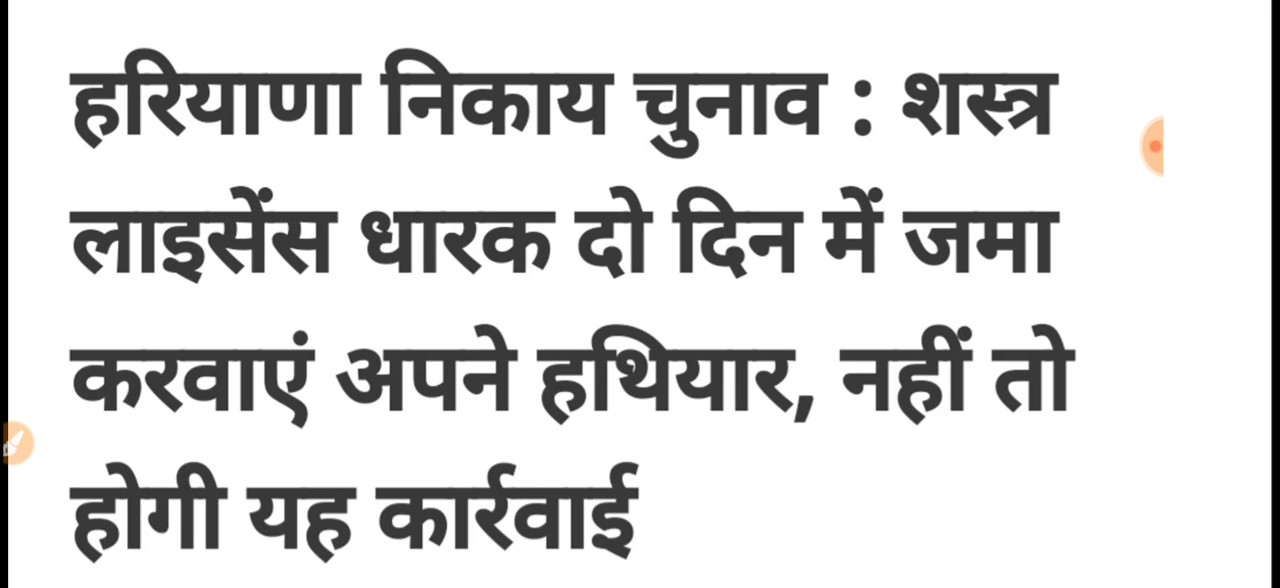 हरियाणा निकाय चुनाव : शस्त्र
लाइसेंस धारक दो दिन में जमा
करवाएं अपने हथियार, नहीं तो
होगी यह कार्रवाई